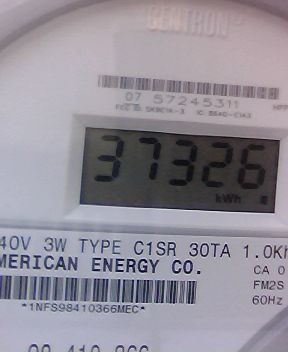 CENTRON
07 57245311
37326
kWh
40V 3W TYPE C1SR 30TA 1.0Kh
MERICAN ENERGY CO.
CA 0
FM2S
60Hz
*1NFS98410366MEC*